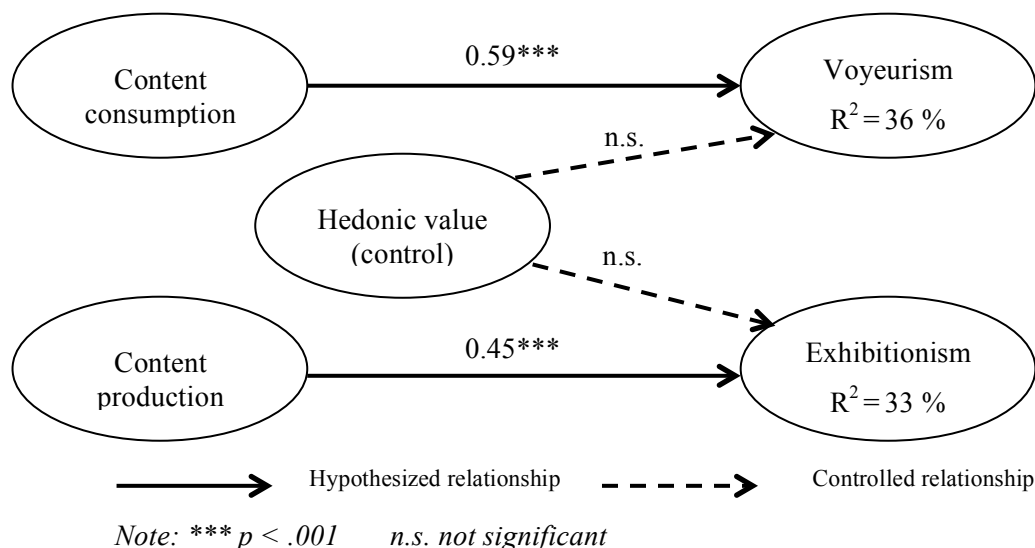 0.59***
Content
consumption
Voyeurism
R² = 36 %
n.s.
Hedonic value
(control)
n.s.
Content
production
0.45***
Exhibitionism
R² = 33 %
Hypothesized relationship
Controlled relationship
Note: *** p < .001 n.s. not significant